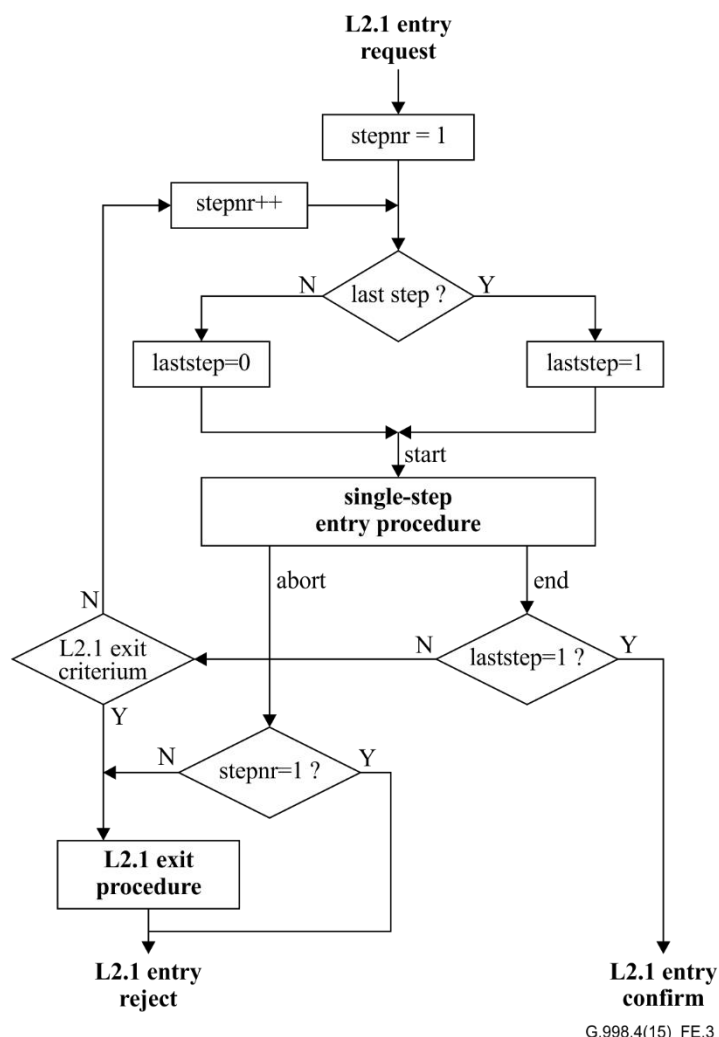 L2.1 entry
request
stepnr = 1
stepnr++
N
last step ?
Y
laststep=0
laststep=1
start
single-step
entry procedure
abort
end
N
L2.1 exit
criterium
Y
N
laststep=1 ?
Y
N
stepnr=1 ?
Y
L2.1 exit
procedure
L2.1 entry
reject
L2.1 entry
confirm
G.998.4(15)_FE.3